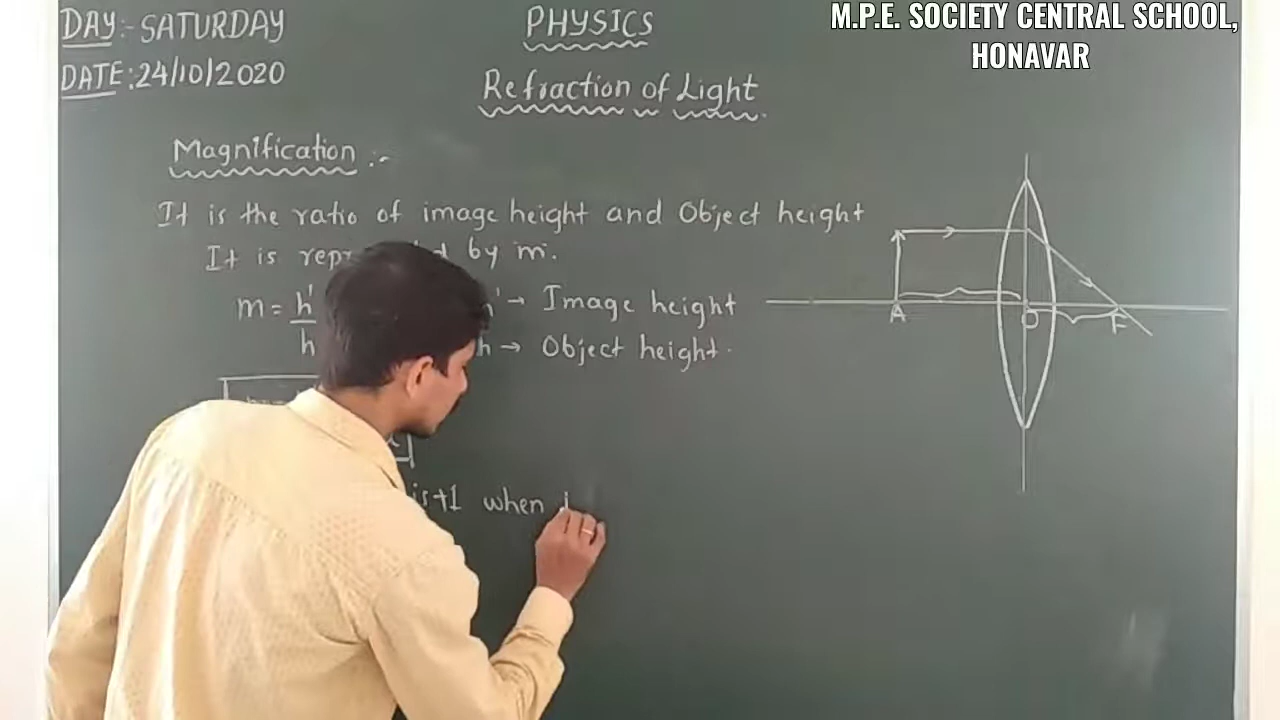 DAY:- SATURDAY
DATE:24/10/2020
PHYSICS
Refraction of Light
M.P.E. SOCIETY CENTRAL SCHOOL,
HONAVAR
Magnification :-
It is the ratio of image height and Object height
It is by m.
m = h'
h
h' → Image height
h → Object height.
is +1 when
A
O
F